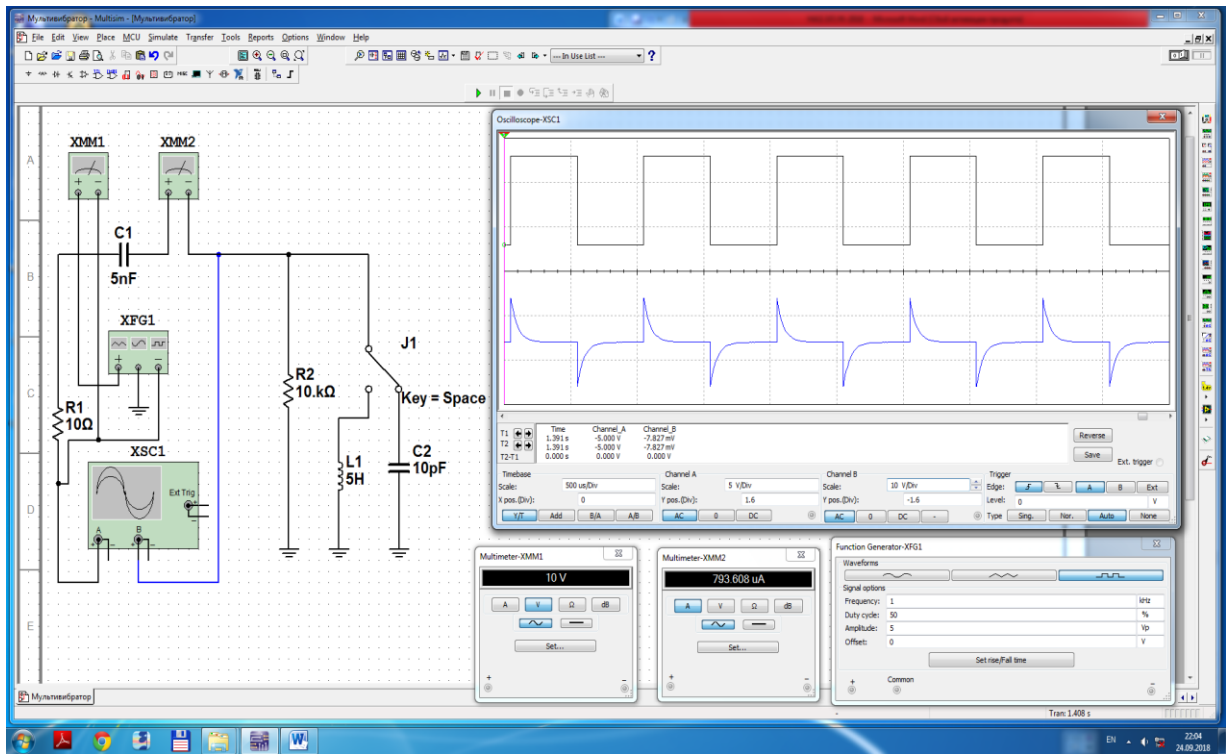 Мультивибратор - Multisim - [Мультивибратор]
File Edit View Place MCU Simulate Transfer Tools Reports Options Window Help
--- In Use List ---
?
A
B
C
D
E
XMM1 XMM2
C1
5nF
XFG1
J1
Key = Space
R2
10.kΩ
R1
10Ω
XSC1
Ext Trig
A B
L1
5H
C2
10pF
Oscilloscope-XSC1
Time Channel_A Channel_B
T1 1.391 s -5.000 V -7.827 mV
T2 1.391 s -5.000 V -7.827 mV
T2-T1 0.000 s 0.000 V 0.000 V
Reverse
Save
Ext. trigger
Timebase Channel A Channel B Trigger
Scale: 500 us/Div Scale: 5 V/Div Scale: 10 V/Div Edge: A B Ext
X pos.(Div): 0 Y pos.(Div): 1.6 Y pos.(Div): -1.6 Level: 0 V
Y/T Add B/A A/B AC 0 DC AC 0 DC - Type Sing. Nor. Auto None
Multimeter-XMM1
10 V
A V Ω dB
Set...
+ -
Multimeter-XMM2
793.608 uA
A V Ω dB
Set...
+ -
Function Generator-XFG1
Waveforms
Signal options
Frequency: 1 kHz
Duty cycle: 50 %
Amplitude: 5 Vp
Offset: 0 V
Set rise/Fall time
+ Common -
Мультивибратор
Tran: 1.408 s
EN 22:04
24.09.2018